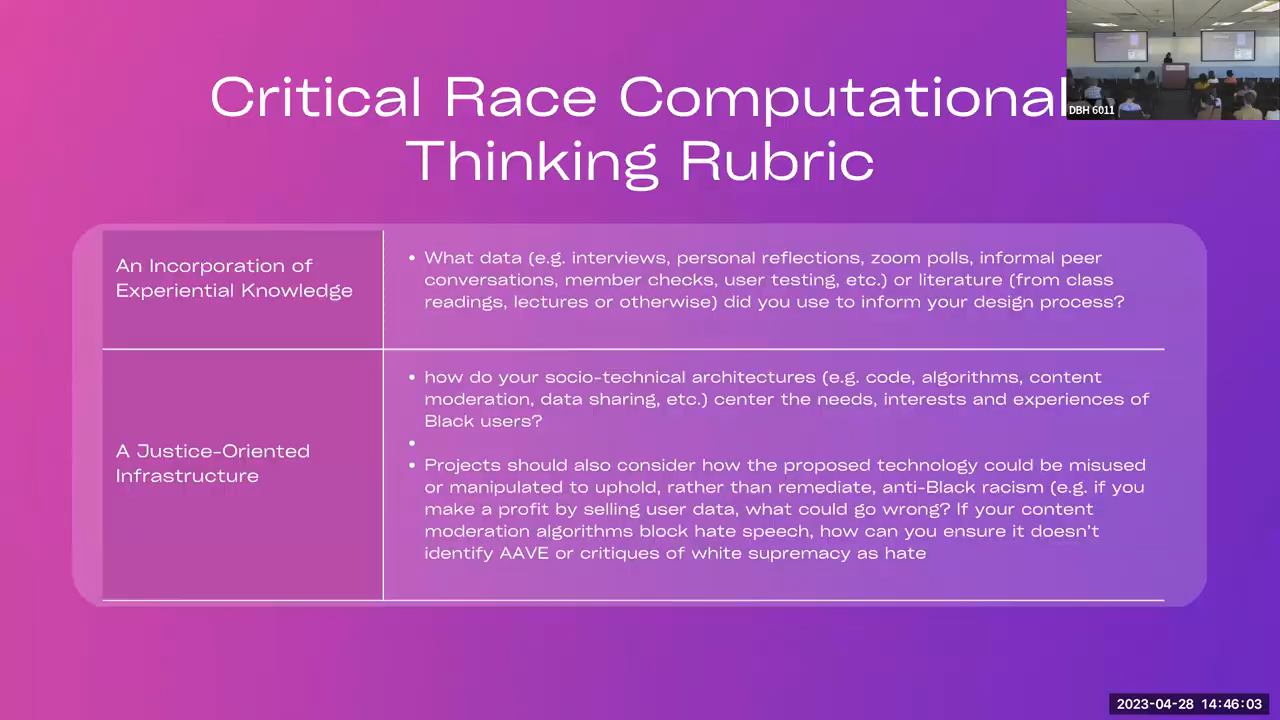 Critical Race Computational
Thinking Rubric
DBH 6011
An Incorporation of
Experiential Knowledge
• What data (e.g. interviews, personal reflections, zoom polls, informal peer
conversations, member checks, user testing, etc.) or literature (from class
readings, lectures or otherwise) did you use to inform your design process?
A Justice-Oriented
Infrastructure
• how do your socio-technical architectures (e.g. code, algorithms, content
moderation, data sharing, etc.) center the needs, interests and experiences of
Black users?
•
• Projects should also consider how the proposed technology could be misused
or manipulated to uphold, rather than remediate, anti-Black racism (e.g. if you
make a profit by selling user data, what could go wrong? If your content
moderation algorithms block hate speech, how can you ensure it doesn't
identify AAVE or critiques of white supremacy as hate
2023-04-28 14:46:03